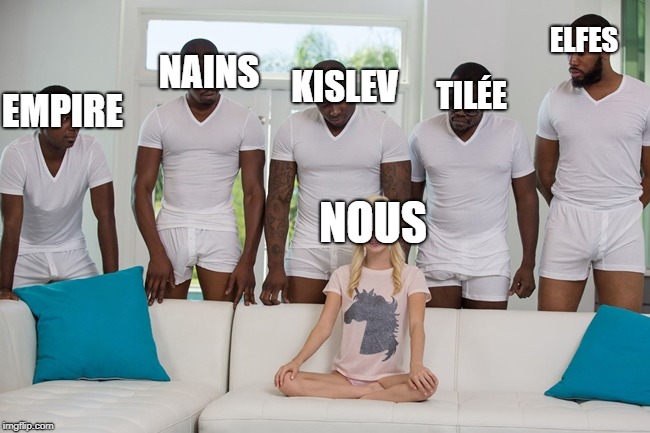 EMPIRE
NAINS
KISLEV
TILÉE
ELFES
NOUS
imgflip.com